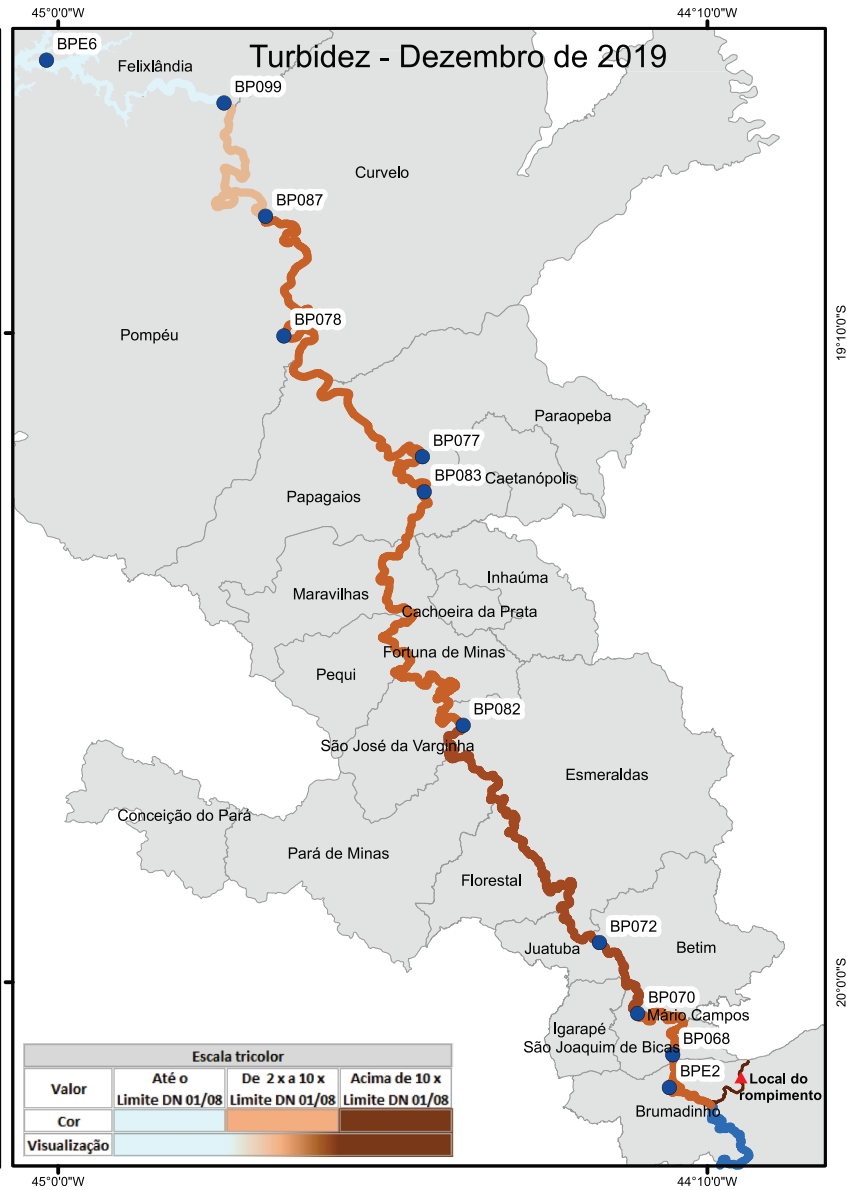 45°0'0"W
44°10'0"W
Turbidez - Dezembro de 2019
BPE6
Felixlândia
BP099
Curvelo
BP087
BP078
Pompéu
19°10'0"S
Paraopeba
BP077
BP083
Caetanópolis
Papagaios
Inhaúma
Maravilhas
Cachoeira da Prata
Fortuna de Minas
Pequi
BP082
São José da Varginha
Esmeraldas
Conceição do Pará
Pará de Minas
Florestal
BP072
Juatuba
Betim
20°0'0"S
BP070
Mário Campos
Igarapé
BP068
São Joaquim de Bicas
BPE2
Local do
rompimento
Brumadinho
Escala tricolor
Valor
Até o
Limite DN 01/08
De 2 x a 10 x
Limite DN 01/08
Acima de 10 x
Limite DN 01/08
Cor
Visualização
45°0'0"W
44°10'0"W